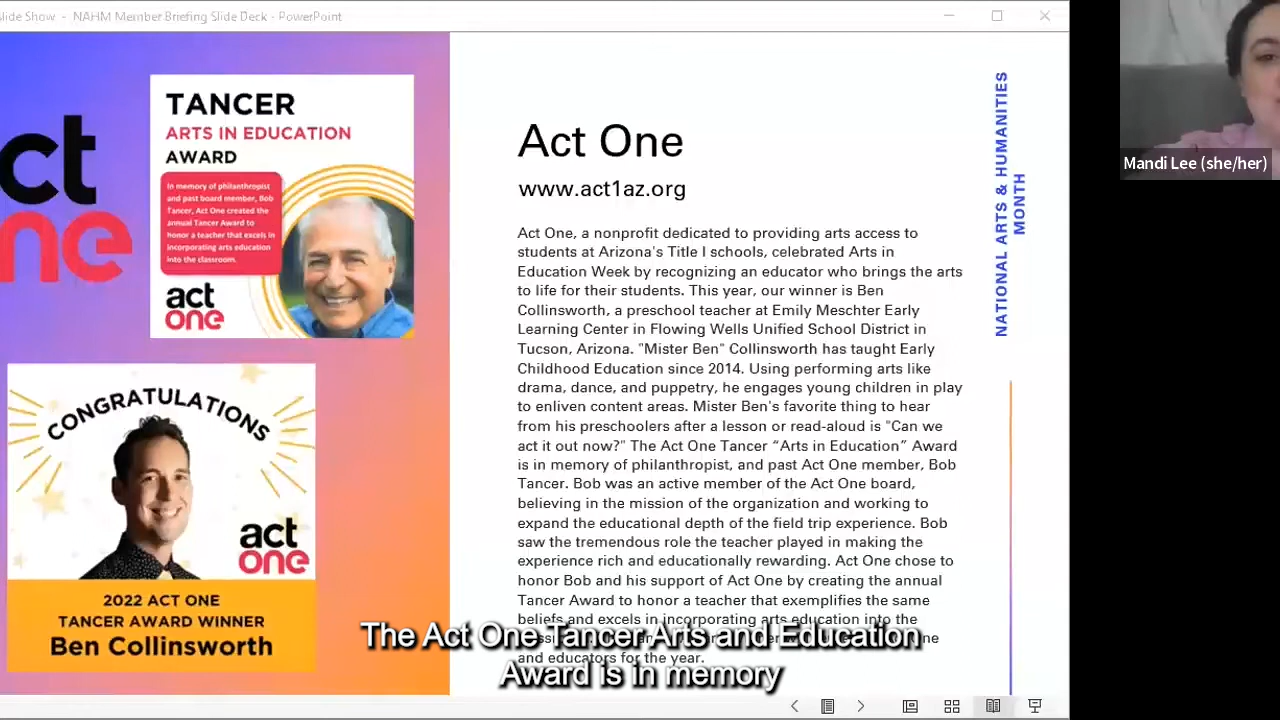 Slide Show - NAHM Member Briefing Slide Deck - PowerPoint
act
one
TANCER
ARTS IN EDUCATION
AWARD
In memory of philanthropist
and past board member, Bob
Tancer, Act One created the
annual Tancer Award to
honor a teacher that excels in
incorporating arts education
into the classroom.
act
one
CONGRATULATIONS
act
one
2022 ACT ONE
TANCER AWARD WINNER
Ben Collinsworth
Act One
www.act1az.org
Act One, a nonprofit dedicated to providing arts access to
students at Arizona's Title I schools, celebrated Arts in
Education Week by recognizing an educator who brings the arts
to life for their students. This year, our winner is Ben
Collinsworth, a preschool teacher at Emily Meschter Early
Learning Center in Flowing Wells Unified School District in
Tucson, Arizona. "Mister Ben" Collinsworth has taught Early
Childhood Education since 2014. Using performing arts like
drama, dance, and puppetry, he engages young children in play
to enliven content areas. Mister Ben's favorite thing to hear
from his preschoolers after a lesson or read-aloud is "Can we
act it out now?" The Act One Tancer “Arts in Education” Award
is in memory of philanthropist, and past Act One member, Bob
Tancer. Bob was an active member of the Act One board,
believing in the mission of the organization and working to
expand the educational depth of the field trip experience. Bob
saw the tremendous role the teacher played in making the
experience rich and educationally rewarding. Act One chose to
honor Bob and his support of Act One by creating the annual
Tancer Award to honor a teacher that exemplifies the same
beliefs and excels in incorporating arts education into the
and educators for the year.
NATIONAL ARTS & HUMANITIES
MONTH
Mandi Lee (she/her)
The Act One Tancer Arts and Education
Award is in memory